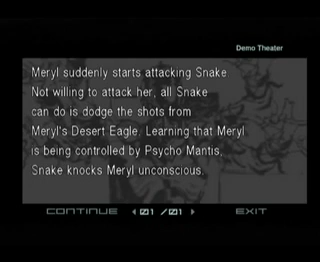 Demo Theater
Meryl suddenly starts attacking Snake
Not willing to attack her, all Snake
can do is dodge the shots from
Meryl's Desert Eagle. Learning that Meryl
is being controlled by Psycho Mantis,
Snake knocks Meryl unconscious.
CONTINUE 01 / 01 EXIT